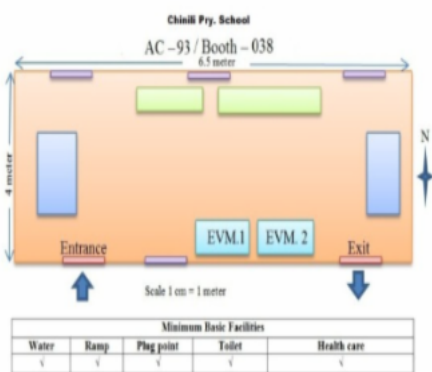 Chinili Pry. School
AC – 93 / Booth – 038
6.5 meter
4 meter
N
EVM.1 EVM. 2
Entrance Exit
Scale 1 cm = 1 meter
Minimum Basic Facilities
Water Ramp Plug point Toilet Health care
√ √ √ √ √